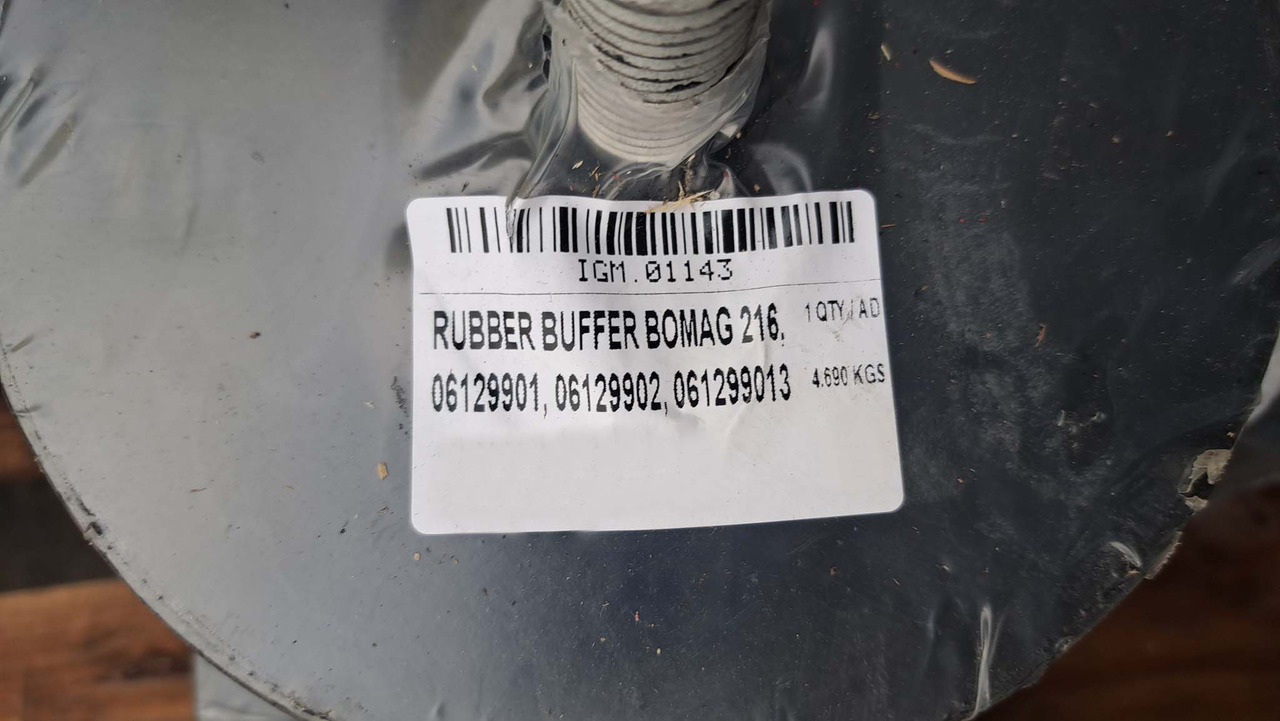 IGM.01143
RUBBER BUFFER BOMAG 216, 1 QTY / AD
06129901, 06129902, 061299013 4.690 KGS